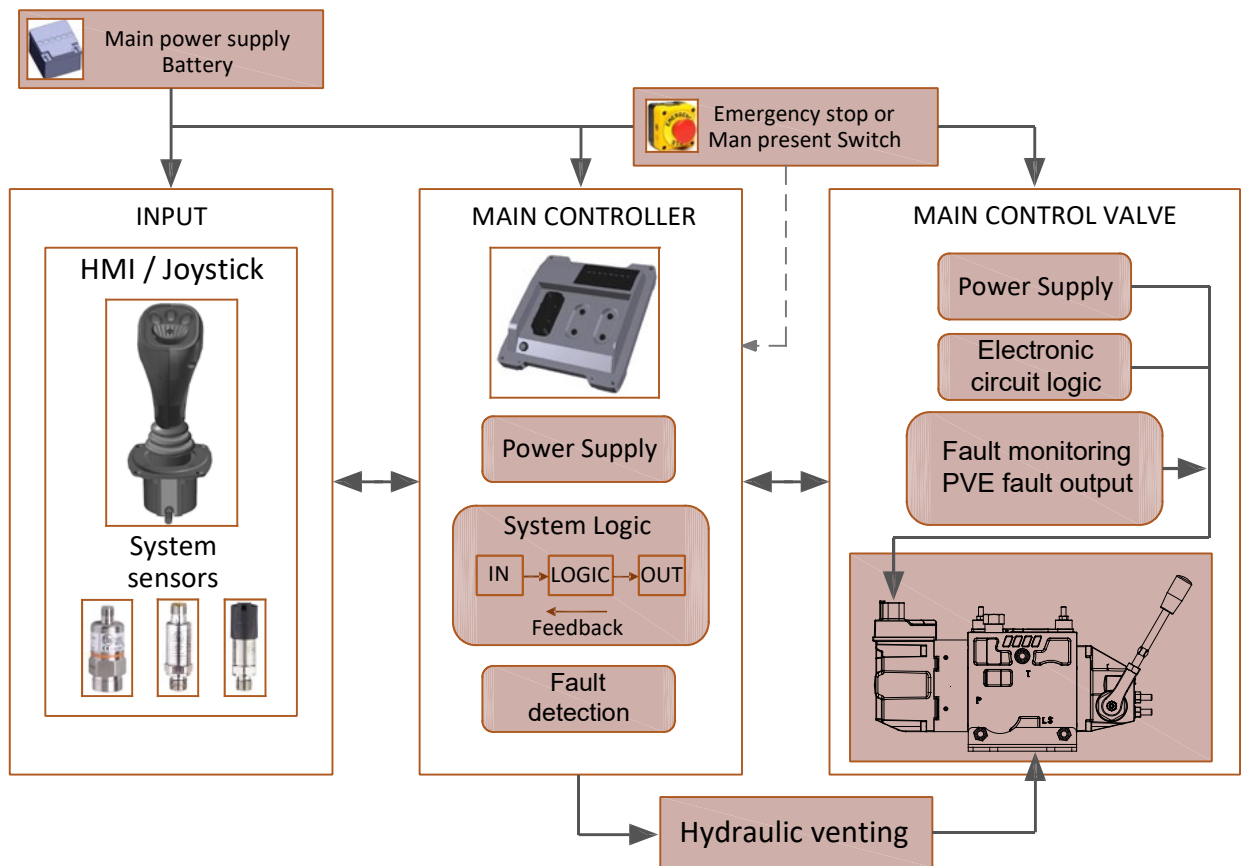 Main power supply
Battery
Emergency stop or
Man present Switch
INPUT
HMI / Joystick
System
sensors
MAIN CONTROLLER
Power Supply
System Logic
IN
LOGIC
OUT
Feedback
Fault
detection
MAIN CONTROL VALVE
Power Supply
Electronic
circuit logic
Fault monitoring
PVE fault output
T
P
LS
Hydraulic venting